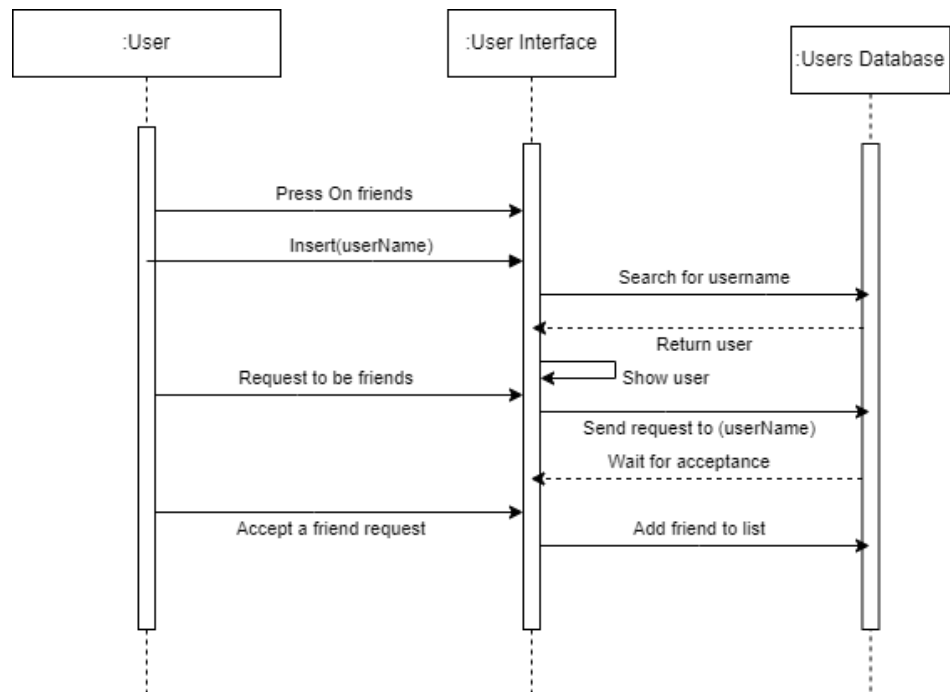 :User
:User Interface
:Users Database
Press On friends
Insert(userName)
Search for username
Return user
Show user
Request to be friends
Send request to (userName)
Wait for acceptance
Accept a friend request
Add friend to list